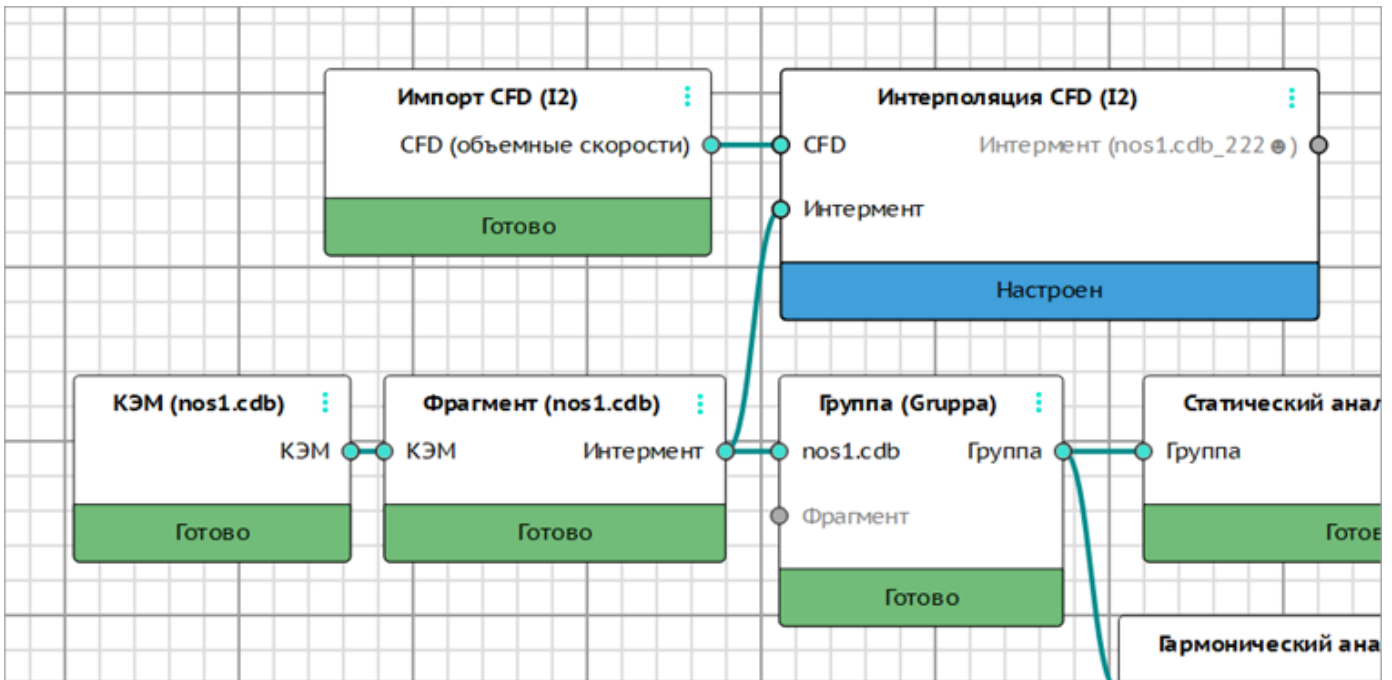 Импорт CFD (I2)
CFD (объемные скорости)
Готово
Интерполяция CFD (I2)
CFD
Интермент (nos1.cdb_222☻)
Интермент
Настроен
КЭМ (nos1.cdb)
КЭМ
Готово
Фрагмент (nos1.cdb)
КЭМ
Интермент
Готово
Группа (Gruppa)
nos1.cdb
Группа
Фрагмент
Готово
Статический анал
Группа
Готов
Гармонический ана